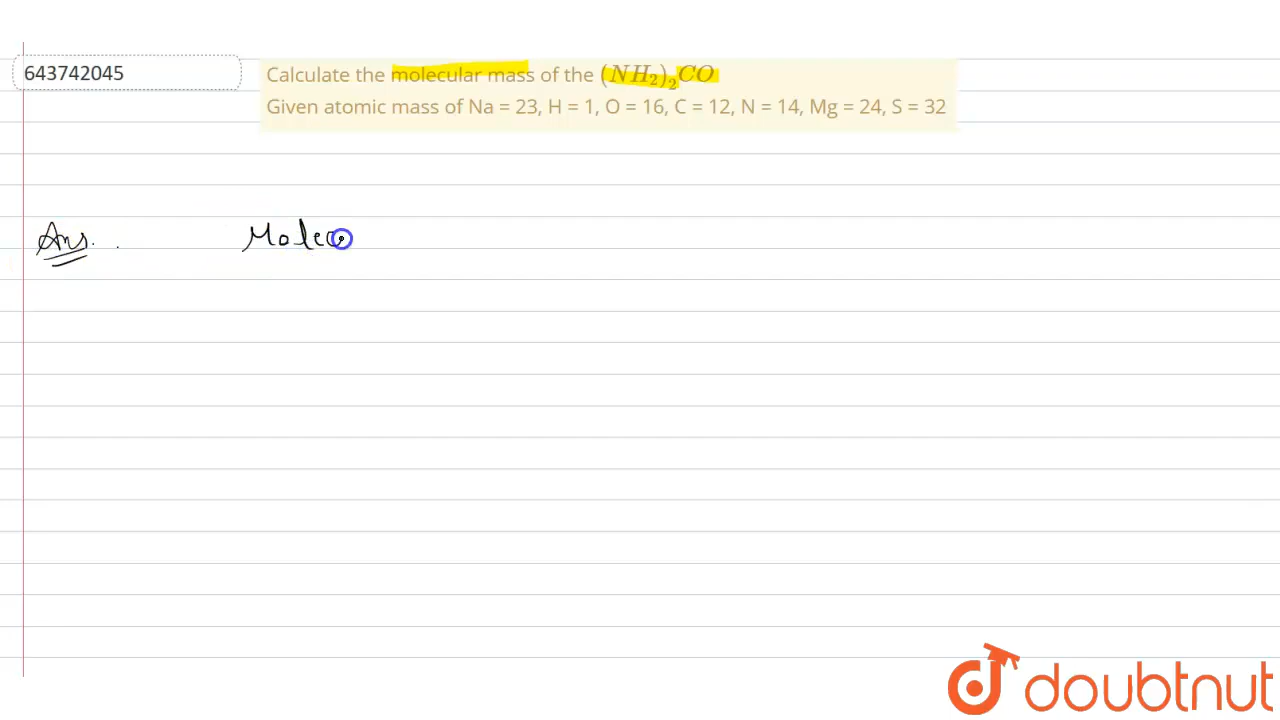 643742045
Calculate the molecular mass of the (NH₂)₂CO
Given atomic mass of Na = 23, H = 1, O = 16, C = 12, N = 14, Mg = 24, S = 32
Ans. Molec
doubtnut